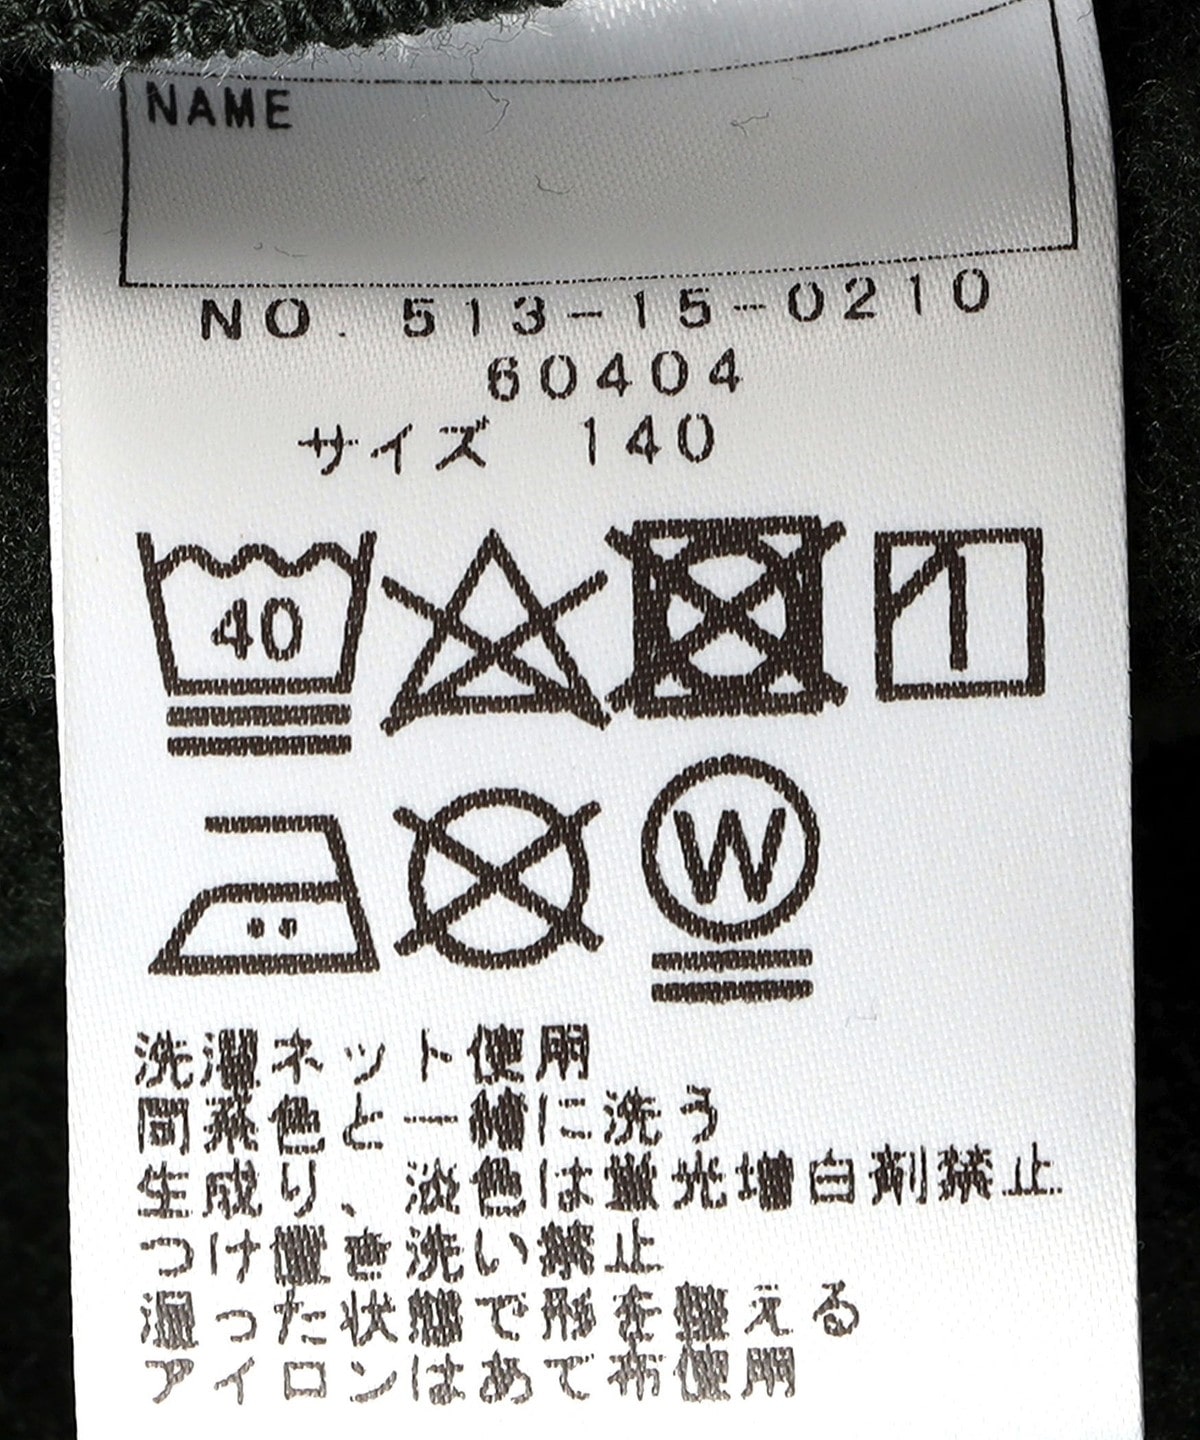 NAME
NO. 513-15-0210
60404
サイズ 140
40
W
洗濯ネット使用
同系色と一緒に洗う
生成り、淡色は蛍光増白剤禁止
つけ置き洗い禁止
湿った状態で形を整える
アイロンはあて布使用